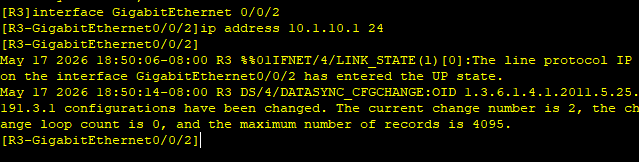 [R3]interface GigabitEthernet 0/0/2
[R3-GigabitEthernet0/0/2]ip address 10.1.10.1 24
[R3-GigabitEthernet0/0/2]
May 17 2026 18:50:06-08:00 R3 %%01IFNET/4/LINK_STATE(l)[0]:The line protocol IP
on the interface GigabitEthernet0/0/2 has entered the UP state.
May 17 2026 18:50:14-08:00 R3 DS/4/DATASYNC_CFGCHANGE:OID 1.3.6.1.4.1.2011.5.25.
191.3.1 configurations have been changed. The current change number is 2, the ch
ange loop count is 0, and the maximum number of records is 4095.
[R3-GigabitEthernet0/0/2]